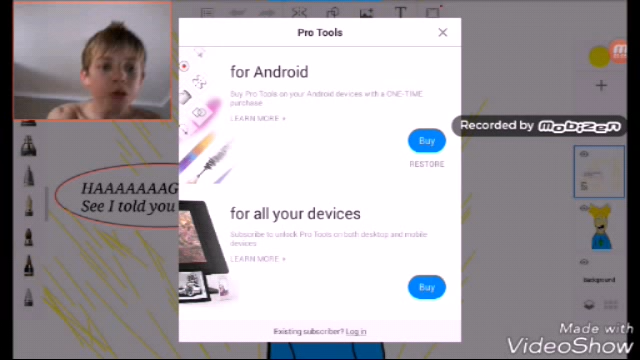 Pro Tools
for Android
Buy Pro Tools on your Android devices with a ONE-TIME
purchase
LEARN MORE
Buy
RESTORE
Recorded by mobizen
HAAAAAAAG
See I told you
for all your devices
Subscribe to unlock Pro Tools on both desktop and mobile
devices
LEARN MORE
Buy
background
Existing subscriber? Log in
Made with
VideoShow